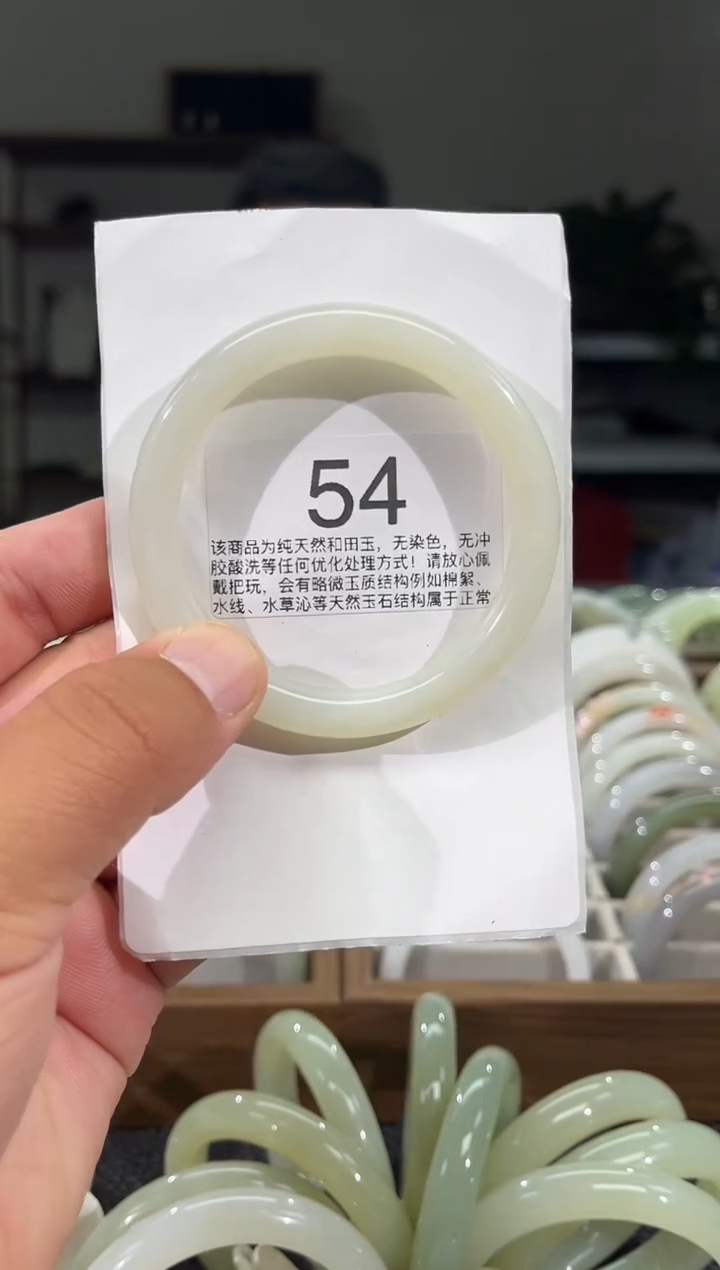 54
该商品为纯天然和田玉，无染色，无冲
胶酸洗等任何优化处理方式！请放心佩
戴把玩，会有略微玉质结构例如棉絮、
水线、水草沁等天然玉石结构属于正常